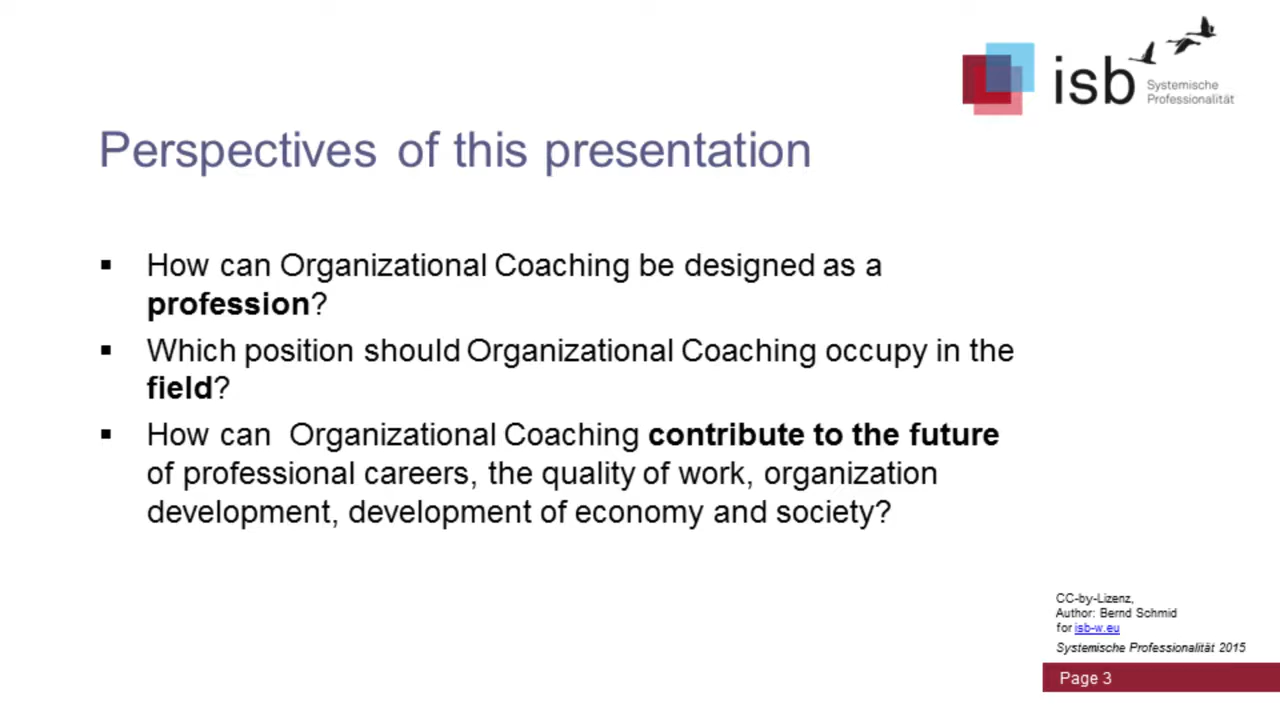 isb
Systemische
Professionalität
Perspectives of this presentation
▪ How can Organizational Coaching be designed as a
profession?
▪ Which position should Organizational Coaching occupy in the
field?
▪ How can Organizational Coaching contribute to the future
of professional careers, the quality of work, organization
development, development of economy and society?
CC-by-Lizenz,
Author: Bernd Schmid
for isb-w.eu
Systemische Professionalität 2015
Page 3